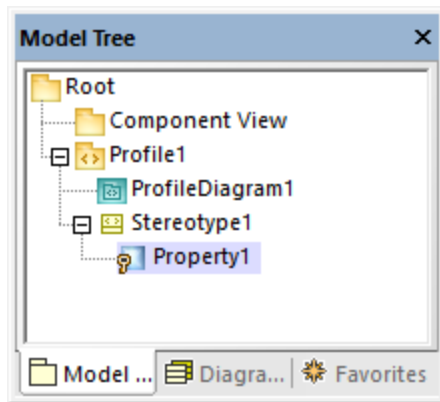 Model Tree
Root
Component View
Profile1
ProfileDiagram1
Stereotype1
Property1
Model ... Diagra... Favorites